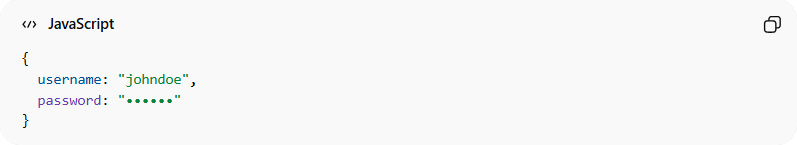 JavaScript
{
  username: "johndoe",
  password: "••••••"
}